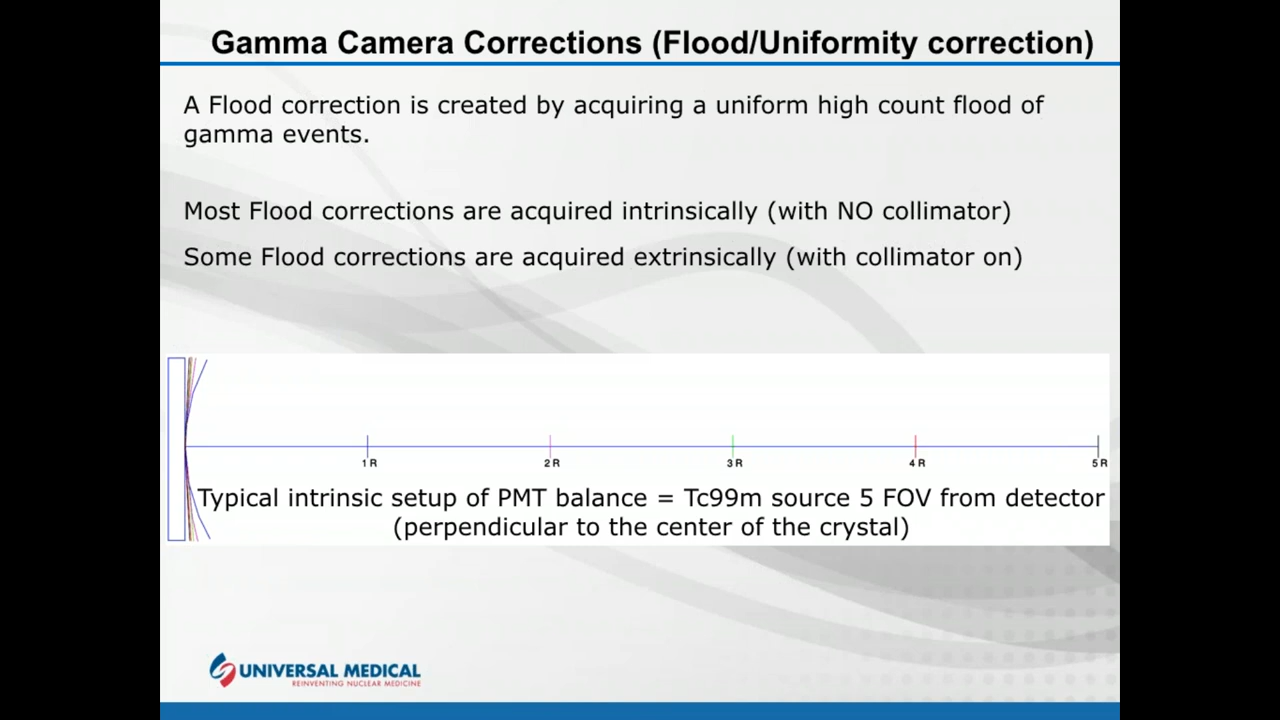 Gamma Camera Corrections (Flood/Uniformity correction)
A Flood correction is created by acquiring a uniform high count flood of
gamma events.
Most Flood corrections are acquired intrinsically (with NO collimator)
Some Flood corrections are acquired extrinsically (with collimator on)
1 R 2 R 3 R 4 R 5 R
Typical intrinsic setup of PMT balance = Tc99m source 5 FOV from detector
(perpendicular to the center of the crystal)
UNIVERSAL MEDICAL
REINVENTING NUCLEAR MEDICINE